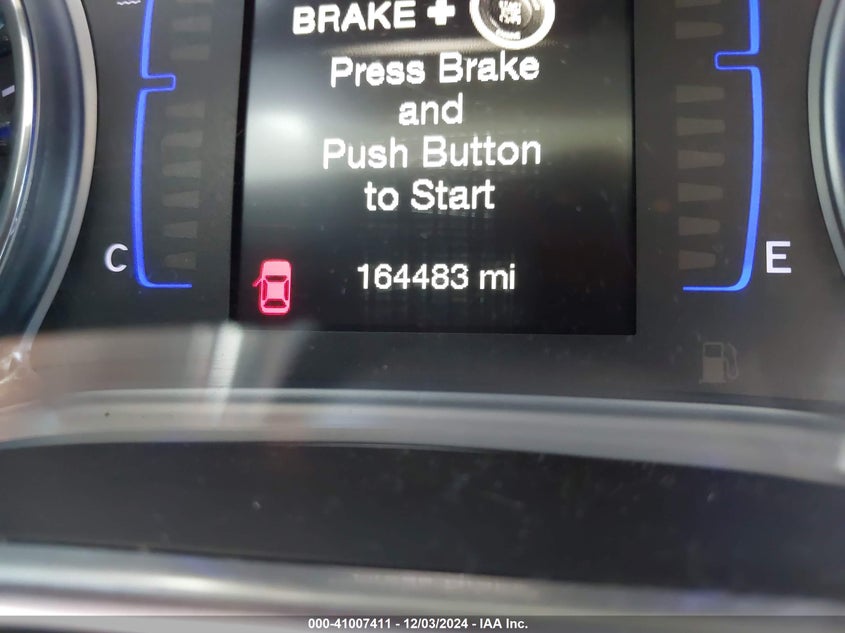 BRAKE +
Press Brake
and
Push Button
to Start
C
E
164483 mi
000-41007411 - 12/03/2024 - IAA Inc.